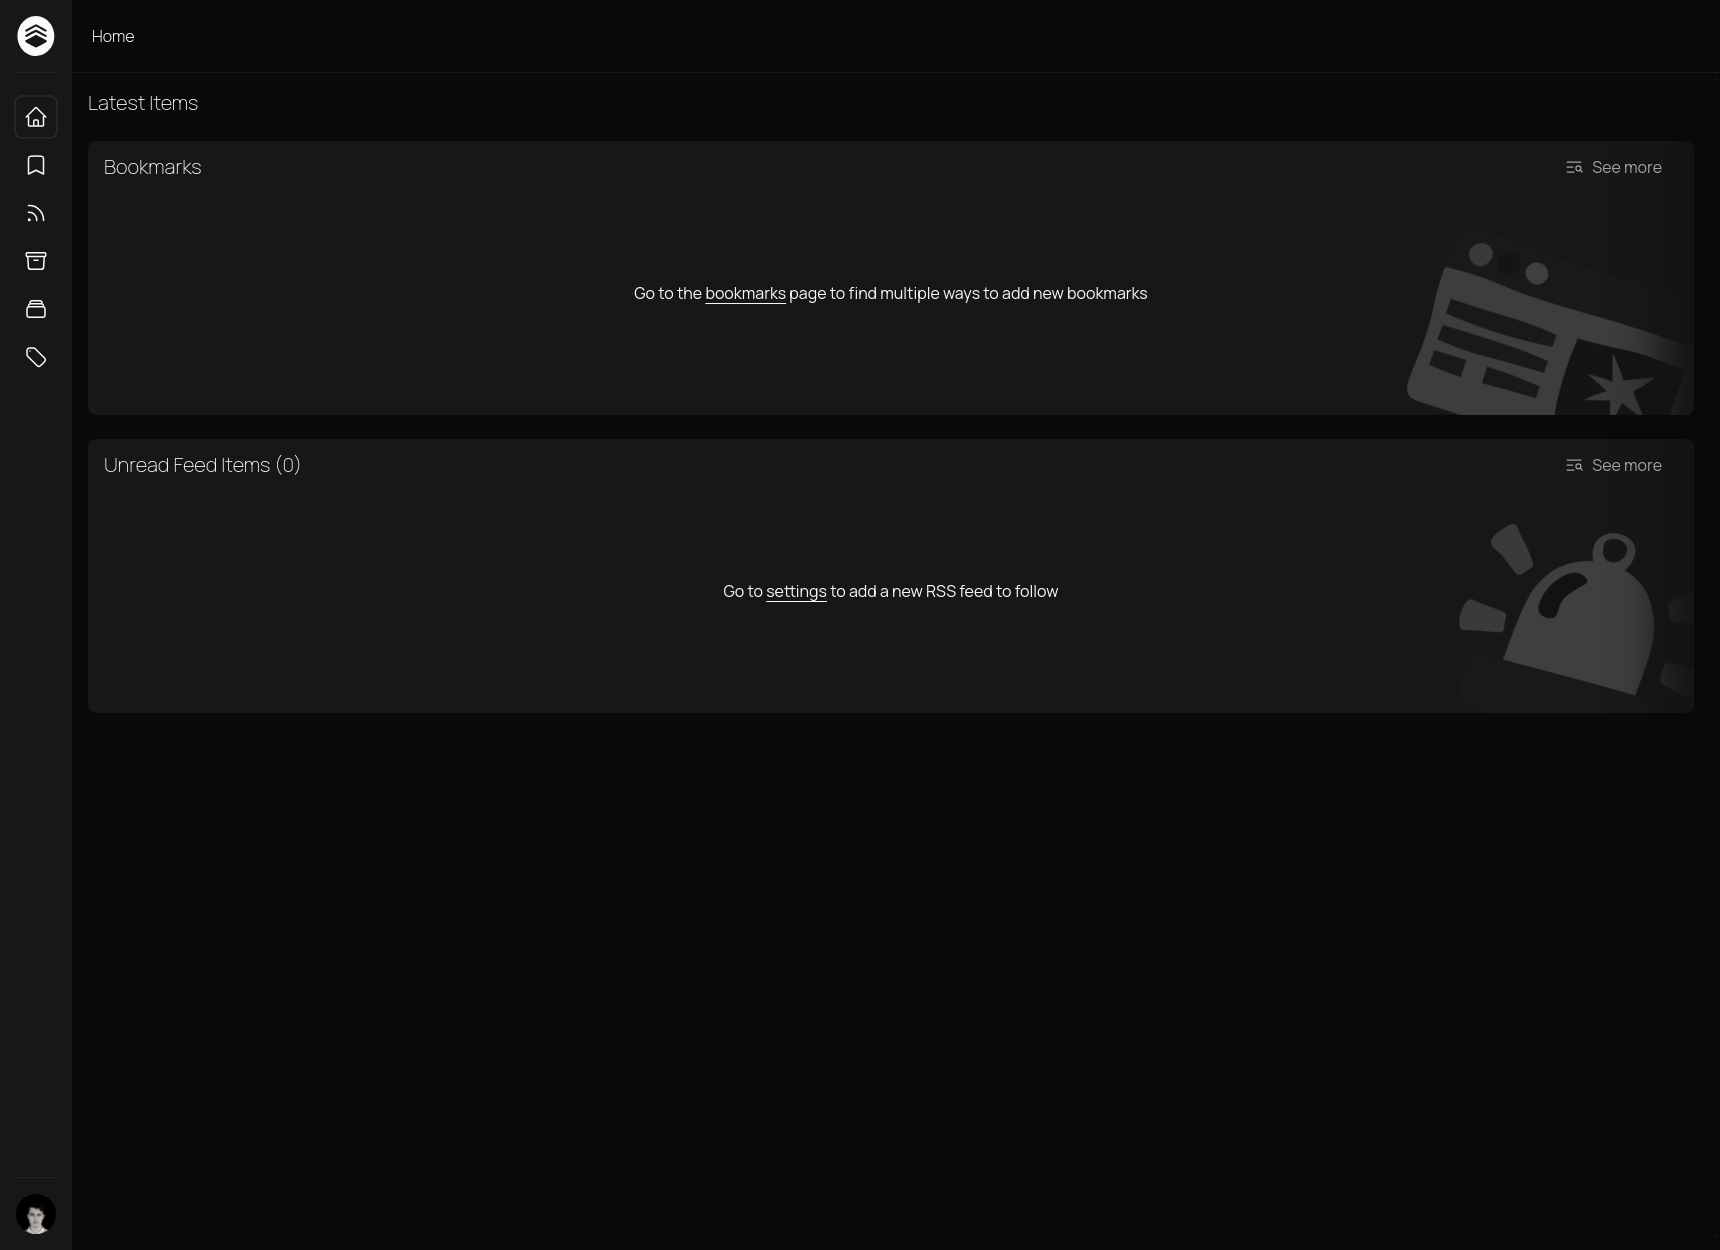 Home
Latest Items
Bookmarks
See more
Go to the bookmarks page to find multiple ways to add new bookmarks
Unread Feed Items (0)
See more
Go to settings to add a new RSS feed to follow